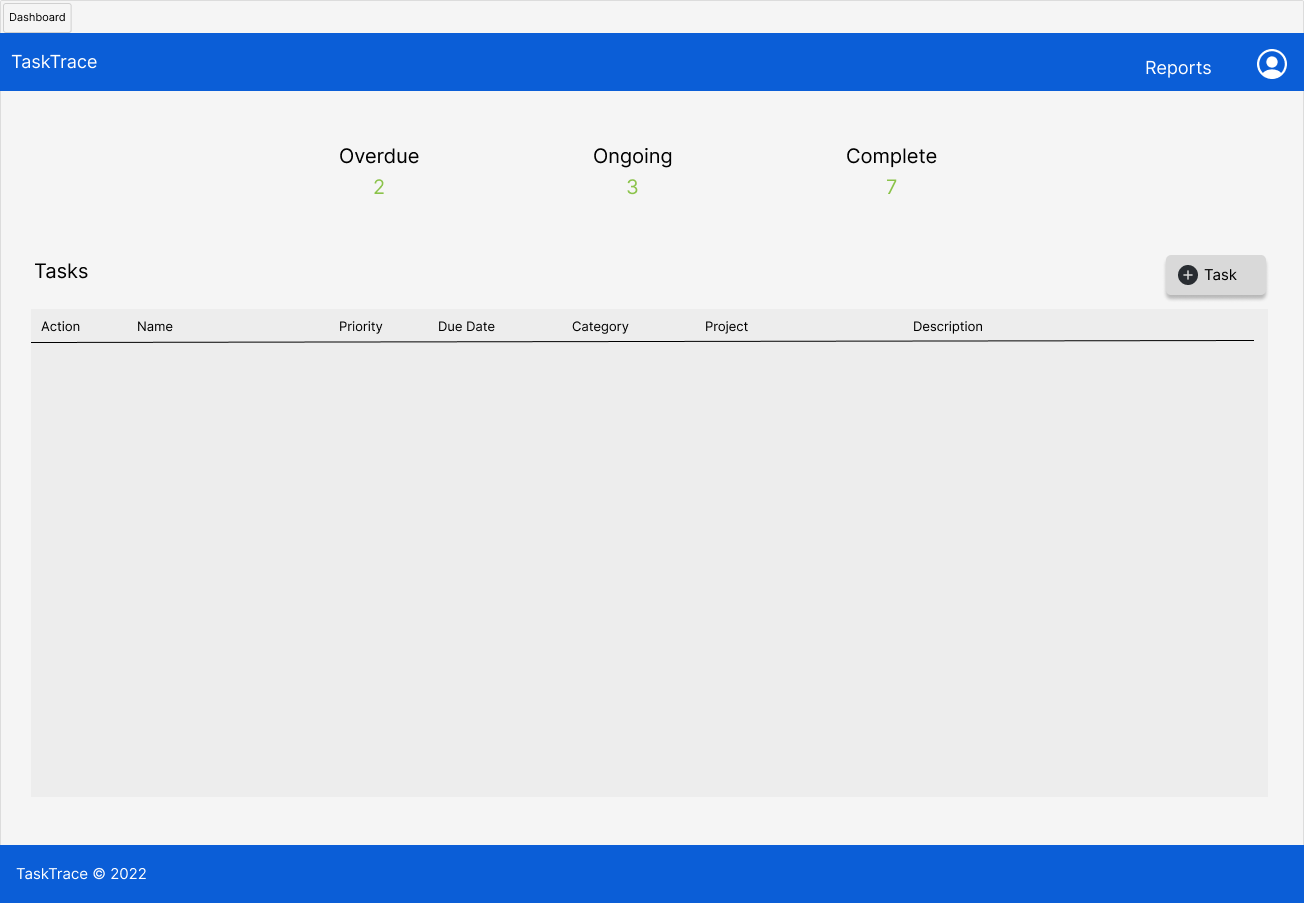 Dashboard
TaskTrace
Reports
Overdue
Ongoing
Complete
2
3
7
Tasks
Task
Action Name Priority Due Date Category Project Description
TaskTrace © 2022